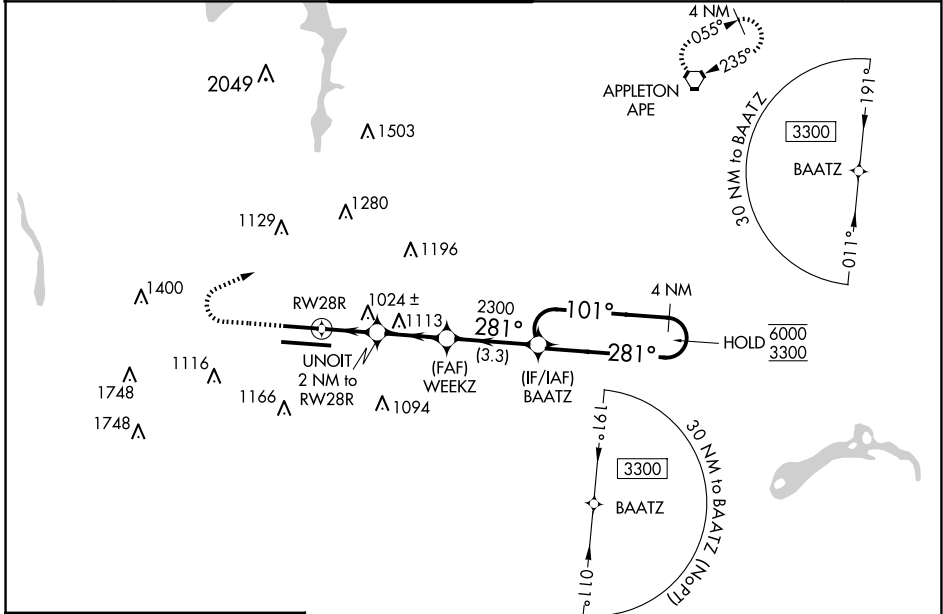 4 NM
055°
235°
APPLETON
APE
2049
1503
30 NM to BAATZ
191°
3300
BAATZ
011°
1280
1129
1196
1400
RW28R
1024 ±
1113
2300
281°
(3.3)
101°
4 NM
281°
HOLD 6000
3300
UNOIT
2 NM to
RW28R
(FAF)
WEEKZ
(IF/IAF)
BAATZ
1116
1748
1166
1094
1748
191°
30 NM to BAATZ (NoPT)
3300
BAATZ
011°